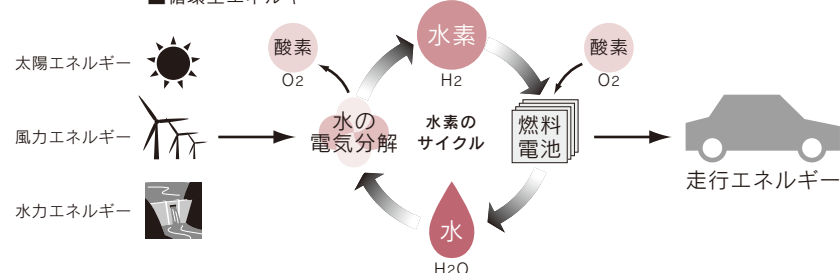 太陽エネルギー
風力エネルギー
水力エネルギー
酸素
O2
水の
電気分解
水素
H2
水素の
サイクル
水
H2O
燃料
電池
酸素
O2
走行エネルギー